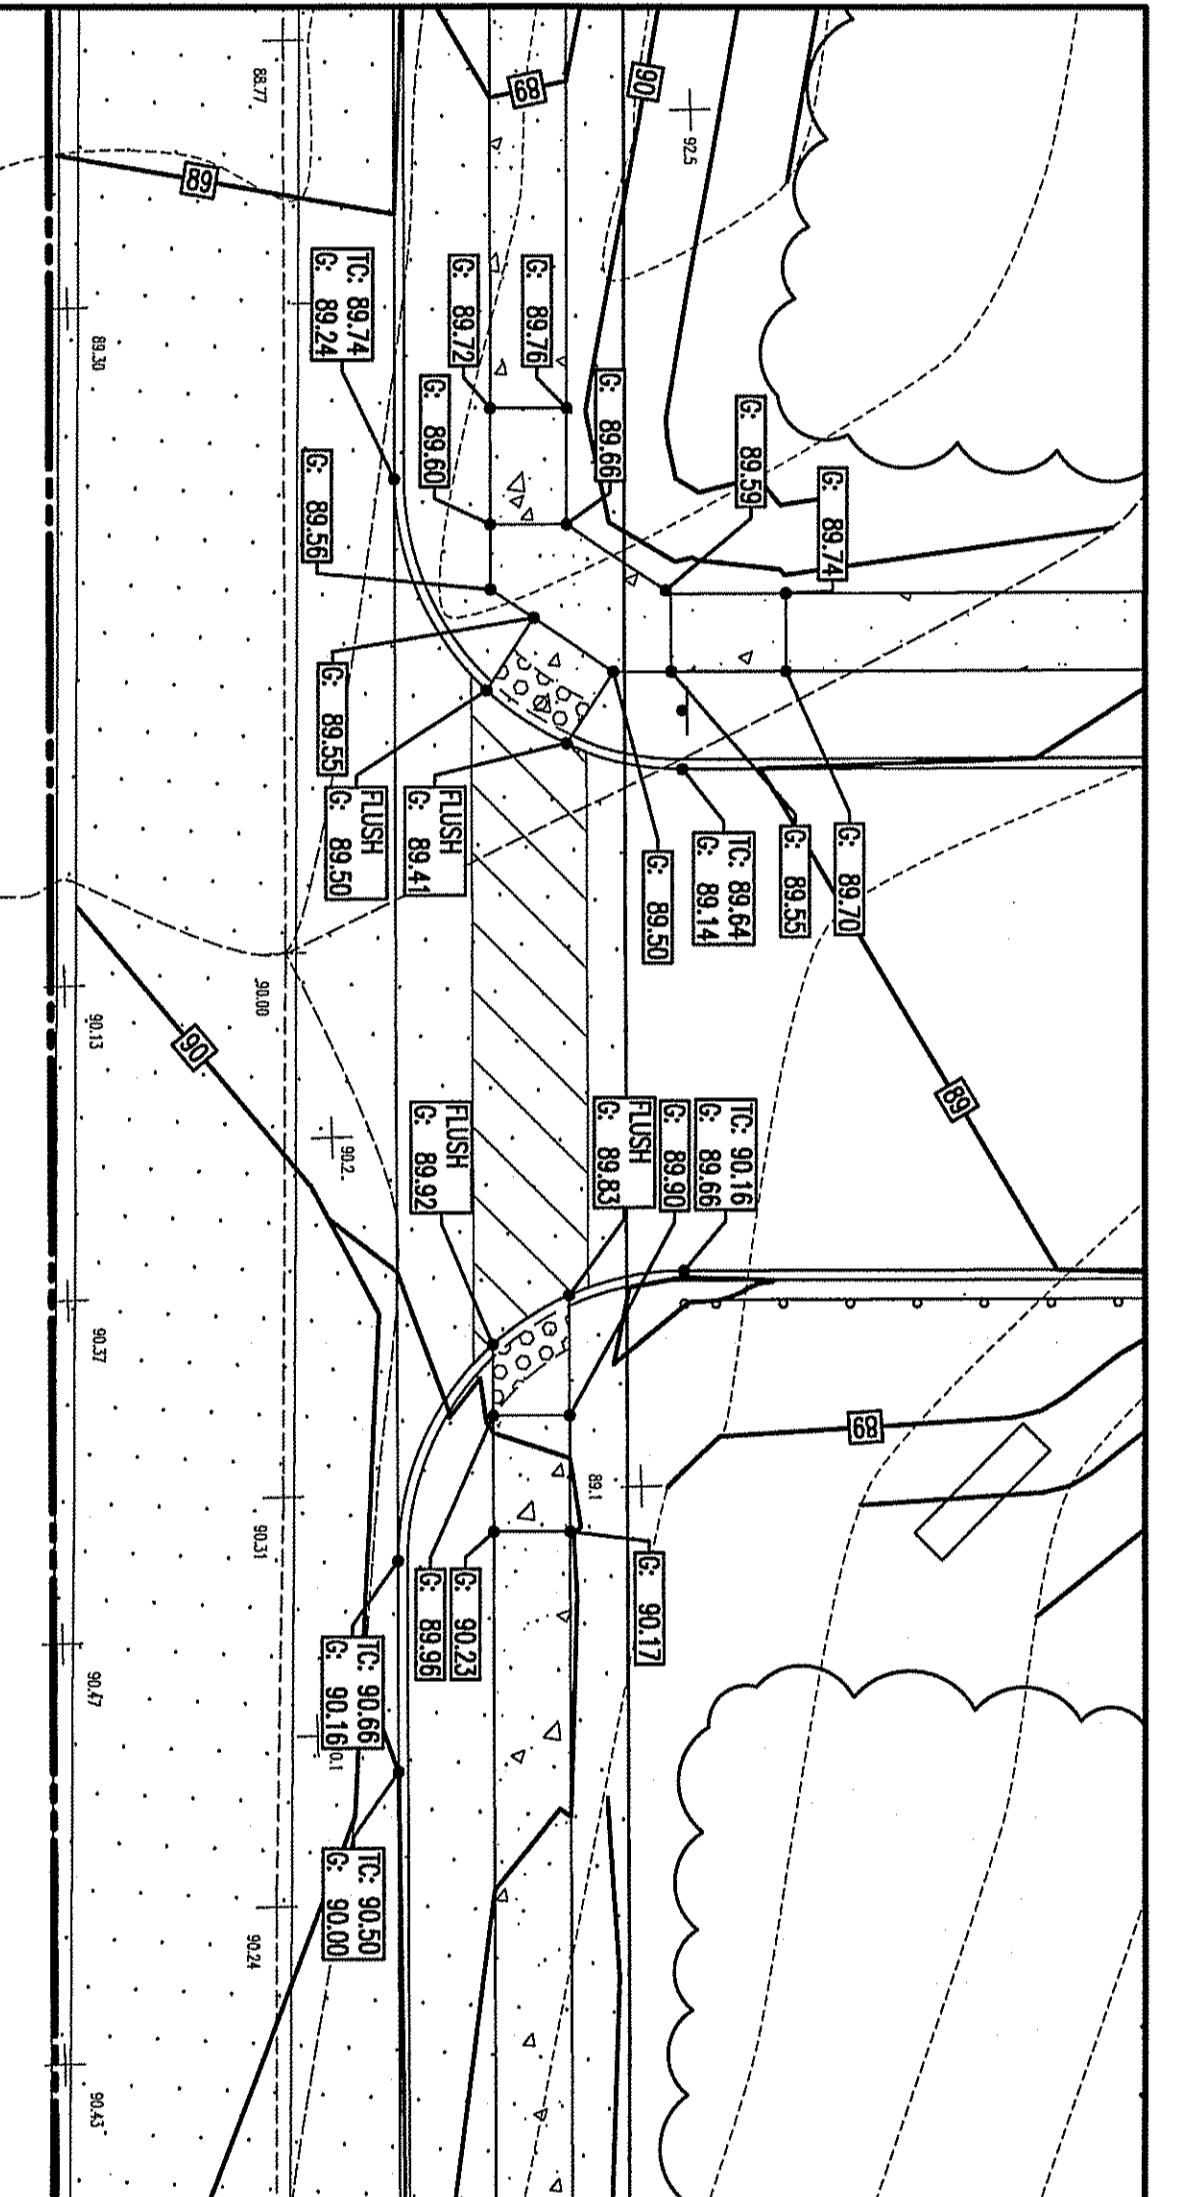 88.77
89
90
92.5
89
TC: 89.74
G: 89.24
G: 89.72
G: 89.76
G: 89.60
G: 89.66
G: 89.59
G: 89.74
89.30
G: 89.56
G: 89.55
FLUSH
G: 89.50
FLUSH
G: 89.41
G: 89.50
TC: 89.64
G: 89.14
G: 89.55
G: 89.70
90.00
90.13
90
90.2
89
FLUSH
G: 89.92
FLUSH
G: 89.83
G: 89.90
TC: 90.16
G: 89.66
90.37
89
89.1
90.31
G: 89.96
G: 90.23
G: 90.17
TC: 90.66
G: 90.16
90.47
0.1
TC: 90.50
G: 90.00
90.24
90.43